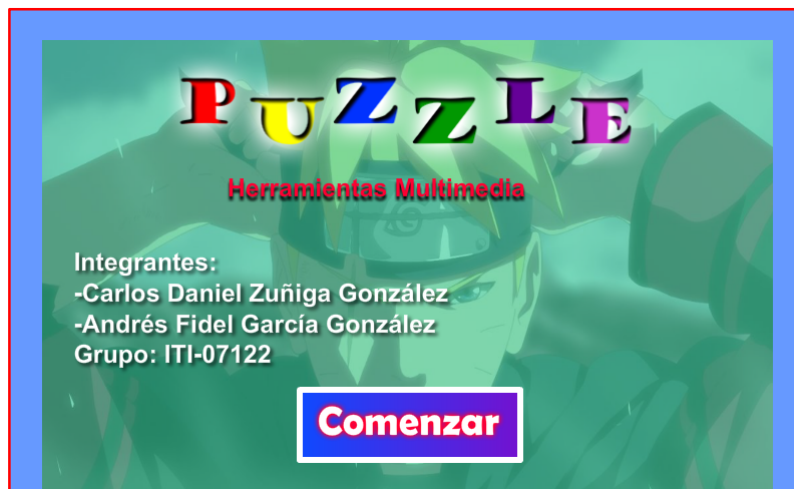 PUZZLE
Herramientas Multimedia
Integrantes:
-Carlos Daniel Zuñiga González
-Andrés Fidel García González
Grupo: ITI-07122
Comenzar